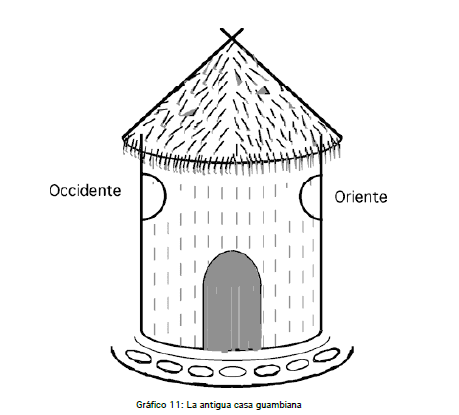 Occidente
Oriente
Gráfico 11: La antigua casa guambiana